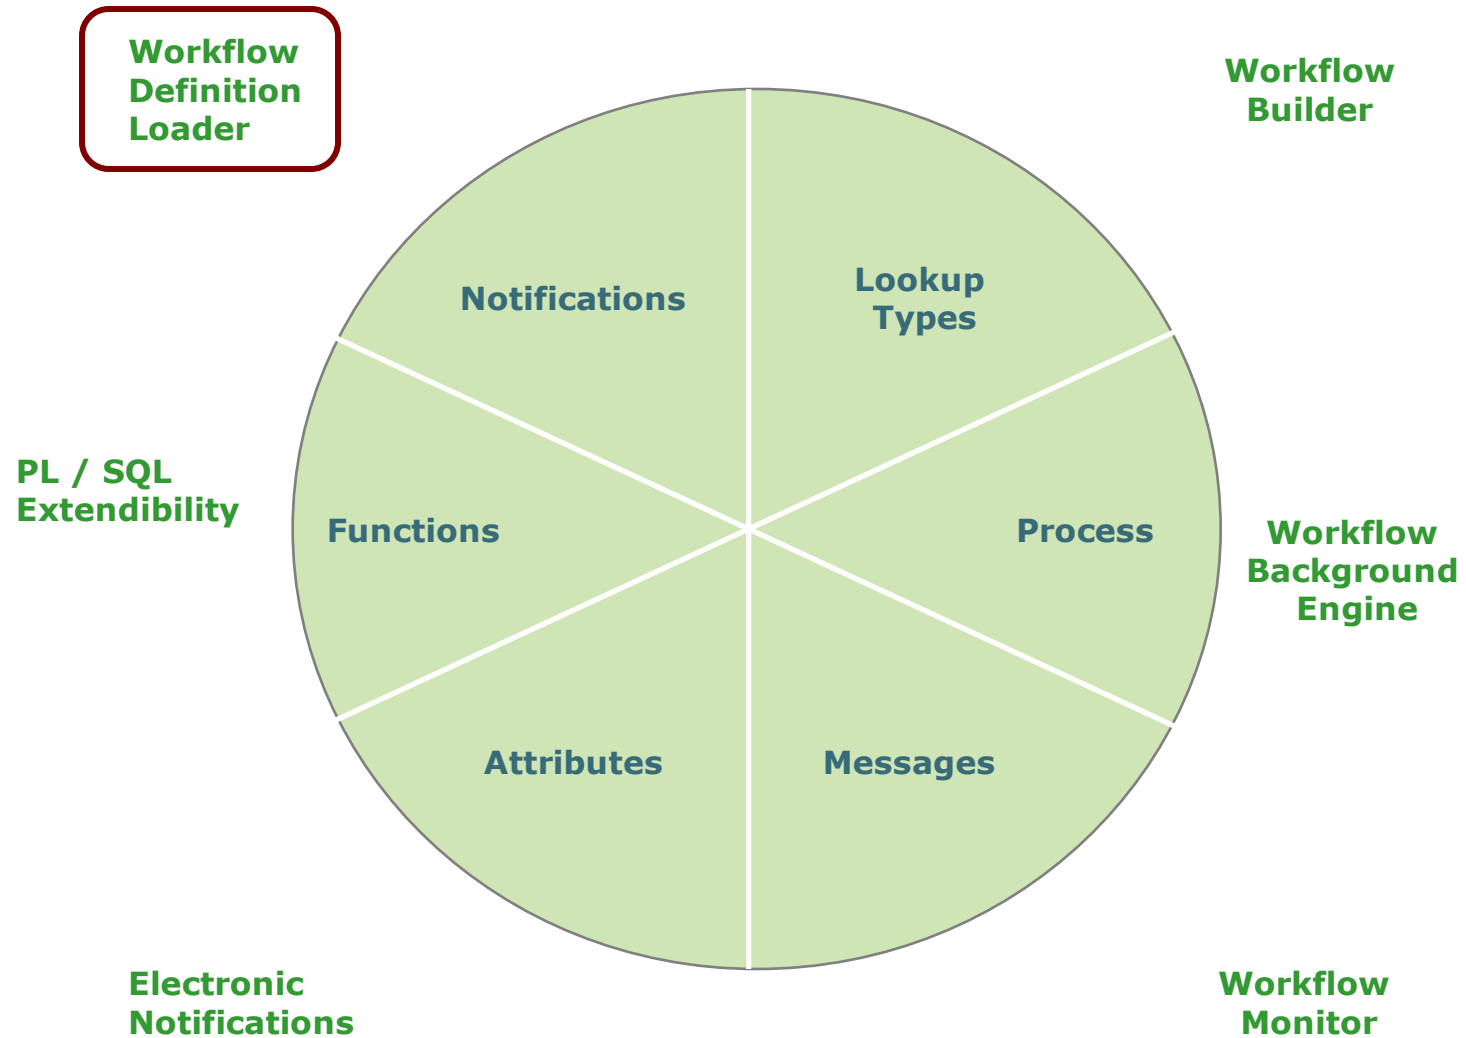 Workflow
Definition
Loader
Workflow
Builder
Notifications
Lookup
Types
PL / SQL
Extendibility
Functions
Process
Workflow
Background
Engine
Attributes
Messages
Electronic
Notifications
Workflow
Monitor